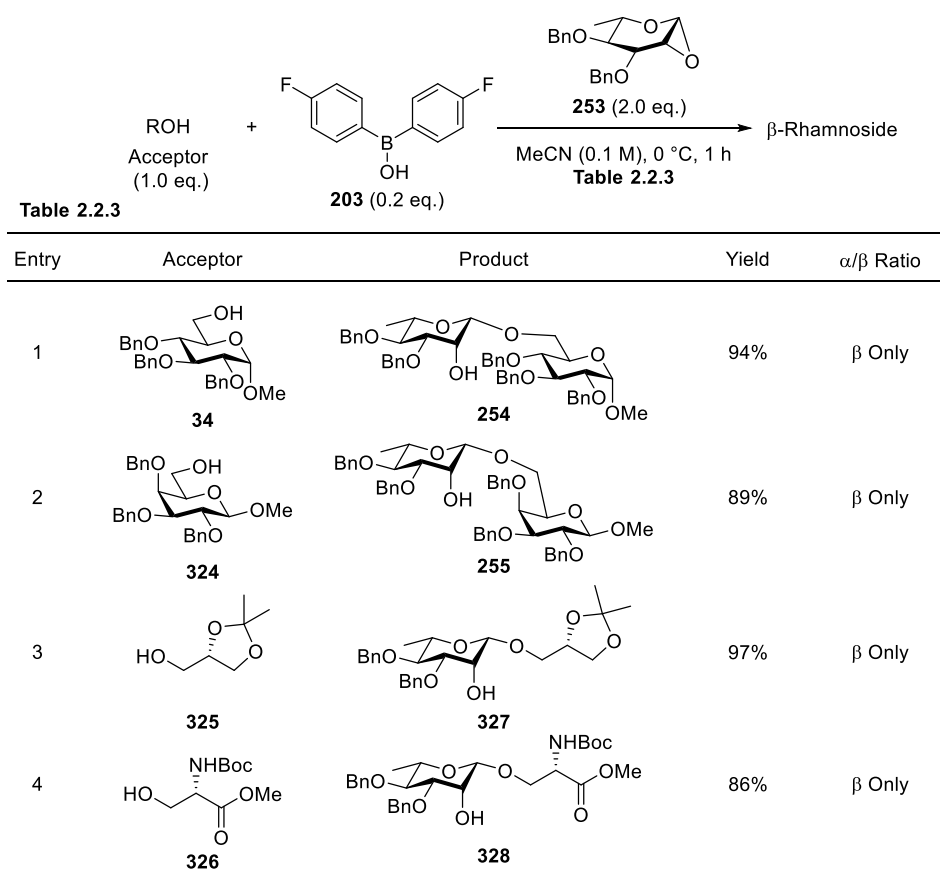 O
BnO
BnO
O
253 (2.0 eq.)
F
F
ROH
+
B
OH
β-Rhamnoside
Acceptor
(1.0 eq.)
203 (0.2 eq.)
MeCN (0.1 M), 0 °C, 1 h
Table 2.2.3
Table 2.2.3
Entry Acceptor Product Yield α/β Ratio
OH
BnO O
BnO
BnO
OMe
34
1
O O
BnO
BnO
OH
BnO O
BnO
BnO
OMe
254
94% β Only
BnO OH
O
BnO OMe
BnO
324
2
O O
BnO
BnO
OH
BnO
O
BnO OMe
BnO
255
89% β Only
O
O
HO
325
3
O O
BnO
BnO
OH
O
O
327
97% β Only
NHBoc
HO OMe
O
326
4
O O
BnO
BnO
OH
NHBoc
OMe
O
328
86% β Only